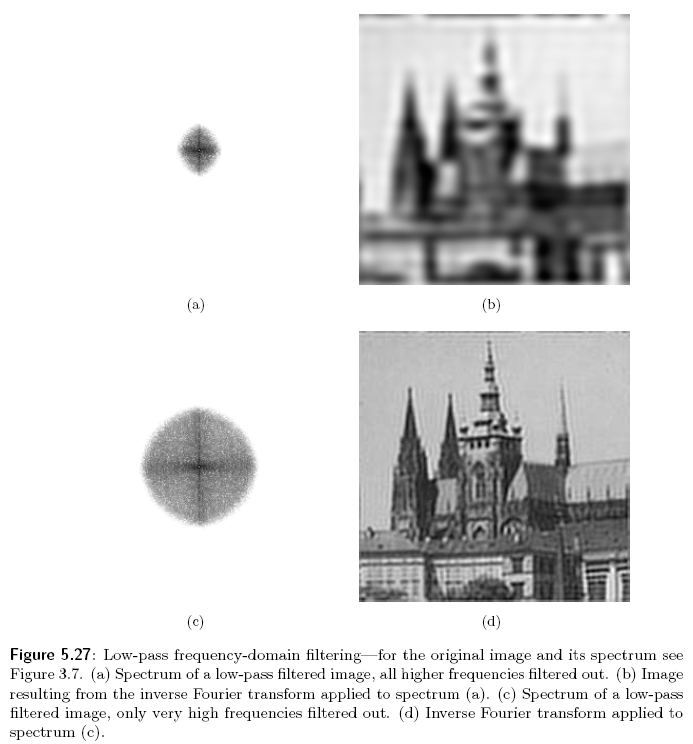 (a)
(b)
(c)
(d)
Figure 5.27: Low-pass frequency-domain filtering—for the original image and its spectrum see
Figure 3.7. (a) Spectrum of a low-pass filtered image, all higher frequencies filtered out. (b) Image
resulting from the inverse Fourier transform applied to spectrum (a). (c) Spectrum of a low-pass
filtered image, only very high frequencies filtered out. (d) Inverse Fourier transform applied to
spectrum (c).